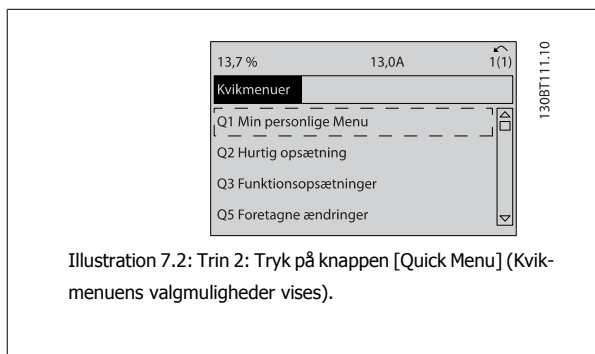 13,7 % 13,0A 1(1)
Kvikmenuer
Q1 Min personlige Menu
Q2 Hurtig opsætning
Q3 Funktionsopsætninger
Q5 Foretagne ændringer
130BT111.10
Illustration 7.2: Trin 2: Tryk på knappen [Quick Menu] (Kvik-
menuens valgmuligheder vises).